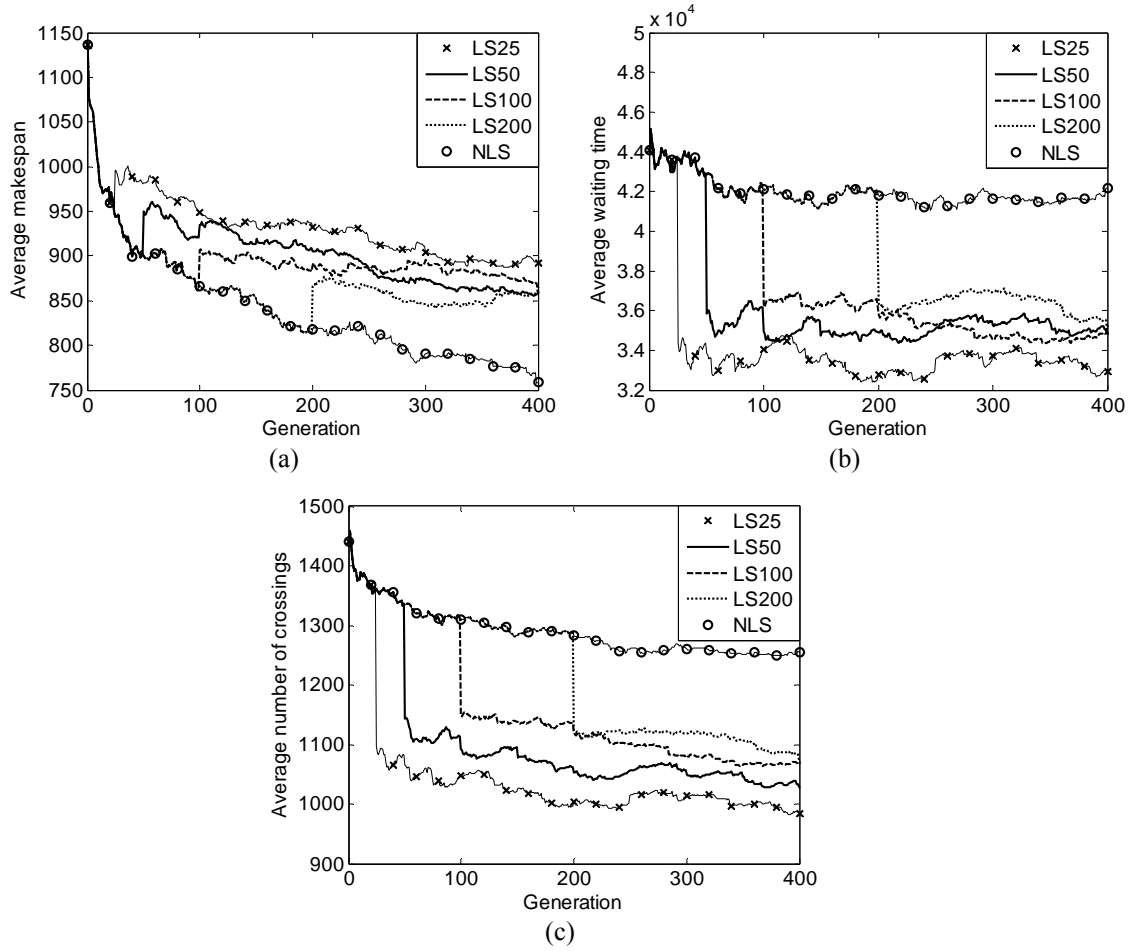 1150
1100
1050
1000
950
900
850
800
750
Average makespan
0
100
200
300
400
Generation
LS25
LS50
LS100
LS200
NLS
(a)
x 10^4
5
4.8
4.6
4.4
4.2
4
3.8
3.6
3.4
3.2
Average waiting time
0
100
200
300
400
Generation
LS25
LS50
LS100
LS200
NLS
(b)
1500
1400
1300
1200
1100
1000
900
Average number of crossings
0
100
200
300
400
Generation
LS25
LS50
LS100
LS200
NLS
(c)